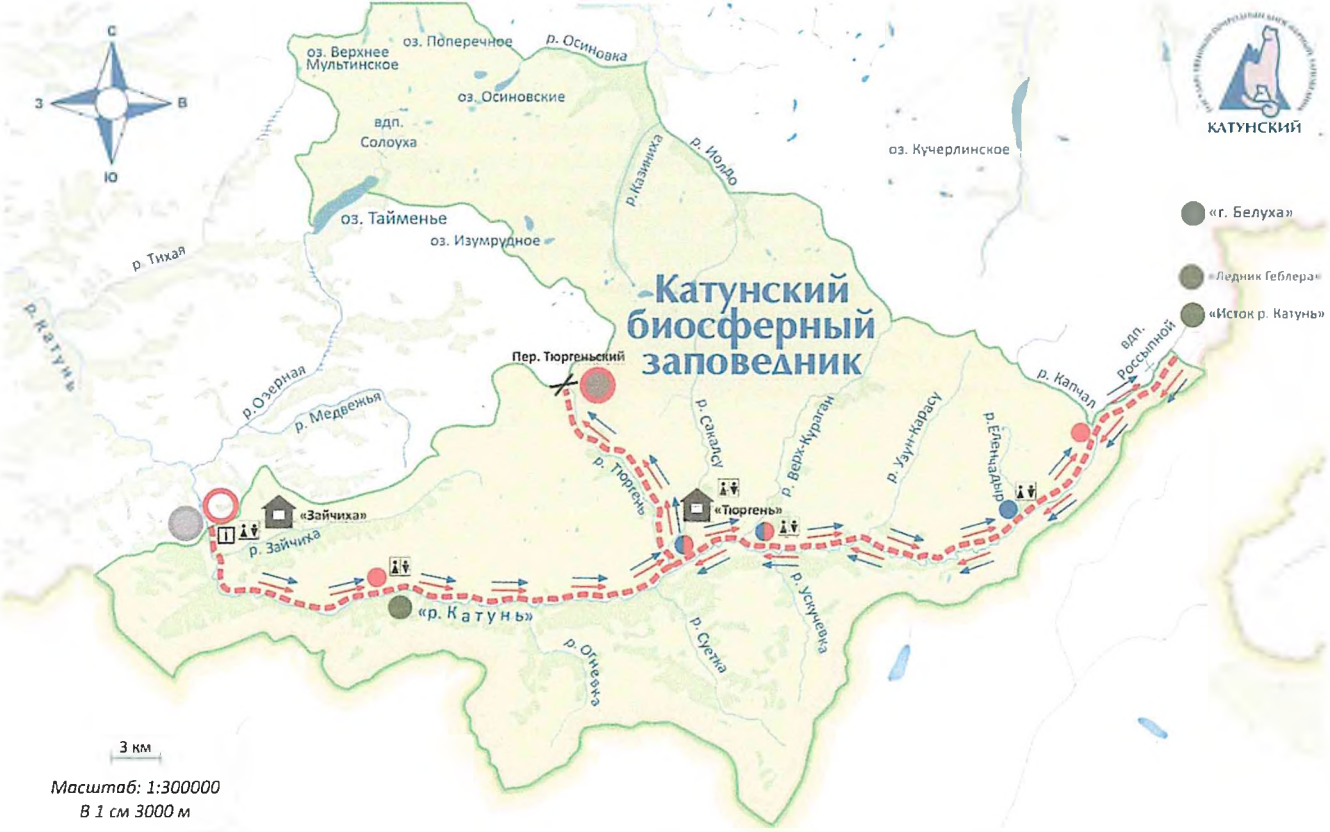 С
З
В
Ю
оз. Верхнее
Мультинское
оз. Поперечное
р. Осиновка
оз. Осиновские
вдп.
Солоуха
оз. Тайменье
оз. Изумрудное
р. Казиниха
р. Иолдо
оз. Кучерлинское
КАТУНСКИЙ
«г. Белуха»
«Ледник Геблера»
«Исток р. Катунь»
р. Тихая
р. Катунь
р. Озерная
р. Медвежья
Пер. Тюргеньский
Катунский
биосферный
заповедник
вдп.
Россыпной
р. Капчал
р. Сакалсу
р. Верх-Кураган
р. Узун-Карасу
р. Еленчадыр
р. Тюргень
«Тюргень»
«Зайчиха»
р. Зайчиха
«р. Катунь»
р. Огневка
р. Суетка
р. Ускучевка
3 км
Масштаб: 1:300000
В 1 см 3000 м